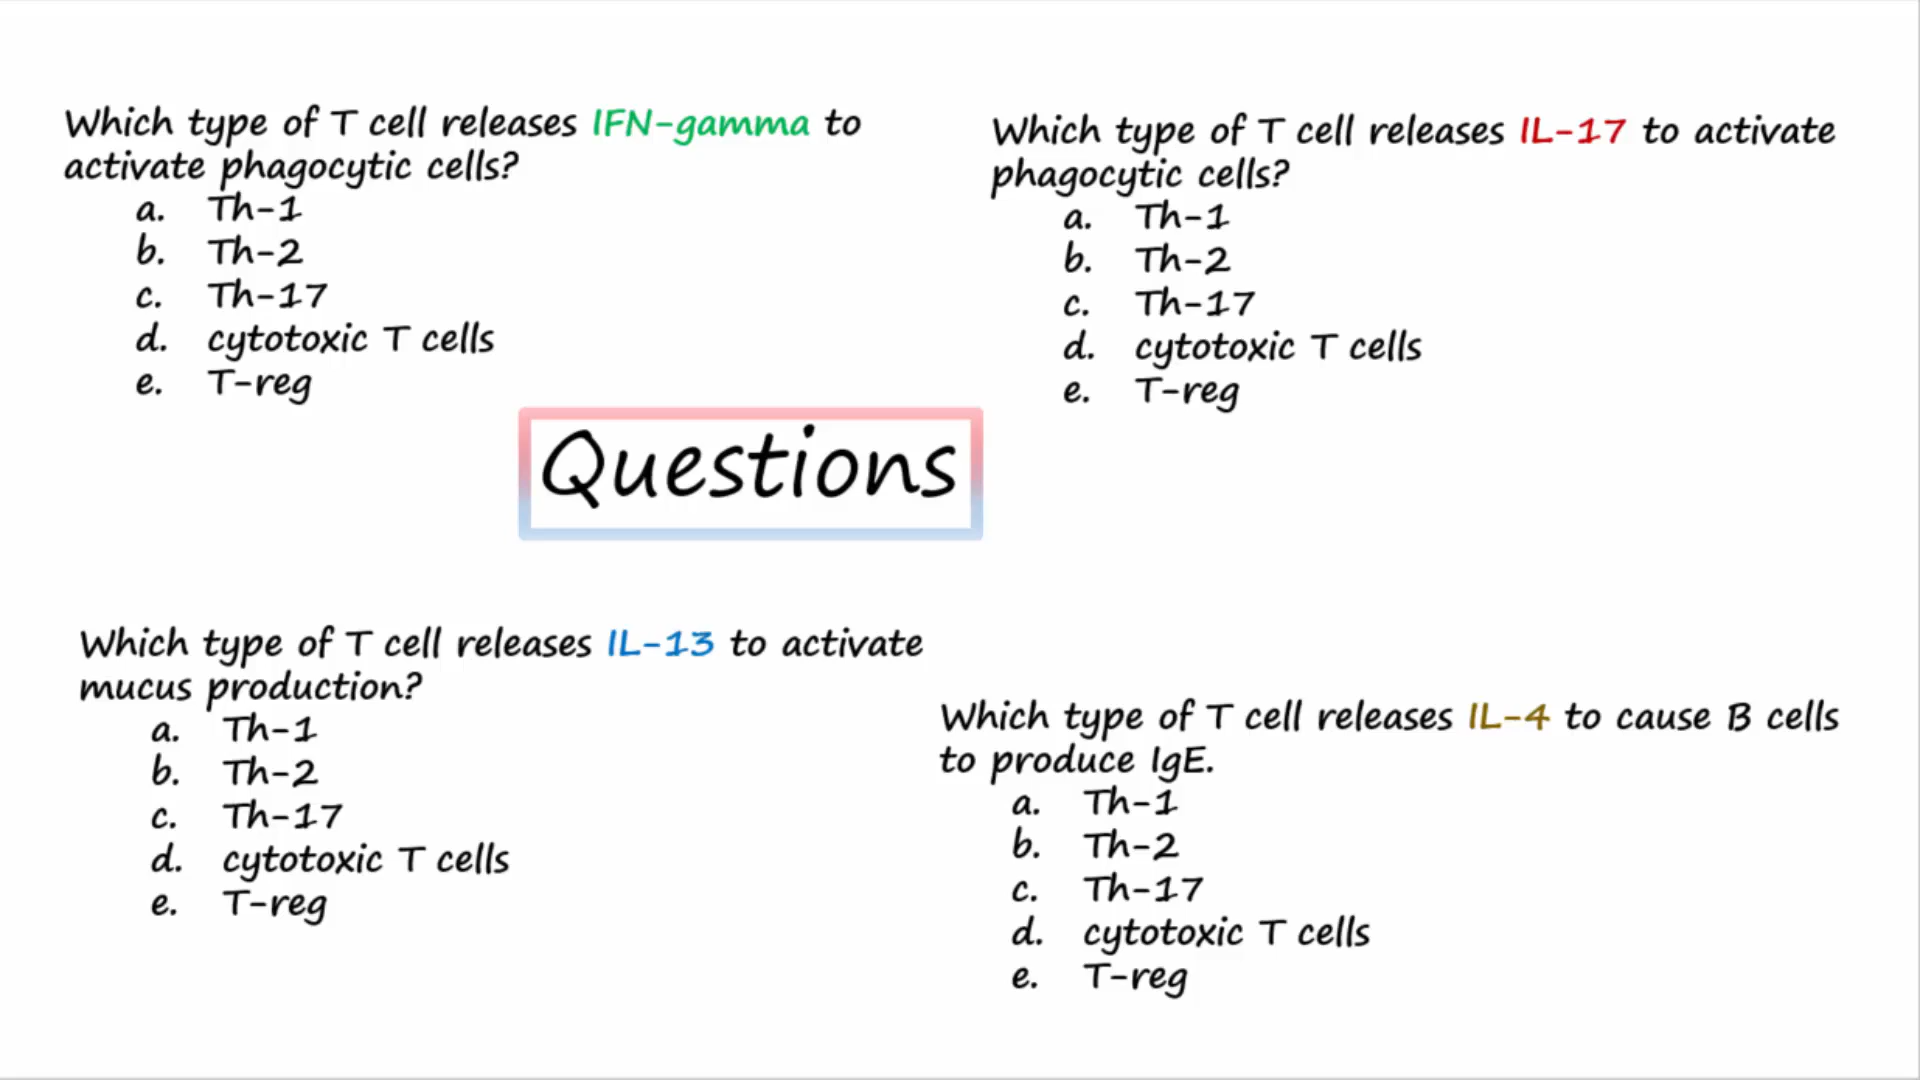 Which type of T cell releases IFN-gamma to
activate phagocytic cells?
a. Th-1
b. Th-2
c. Th-17
d. cytotoxic T cells
e. T-reg
Which type of T cell releases IL-17 to activate
phagocytic cells?
a. Th-1
b. Th-2
c. Th-17
d. cytotoxic T cells
e. T-reg
Questions
Which type of T cell releases IL-13 to activate
mucus production?
a. Th-1
b. Th-2
c. Th-17
d. cytotoxic T cells
e. T-reg
Which type of T cell releases IL-4 to cause B cells
to produce IgE.
a. Th-1
b. Th-2
c. Th-17
d. cytotoxic T cells
e. T-reg